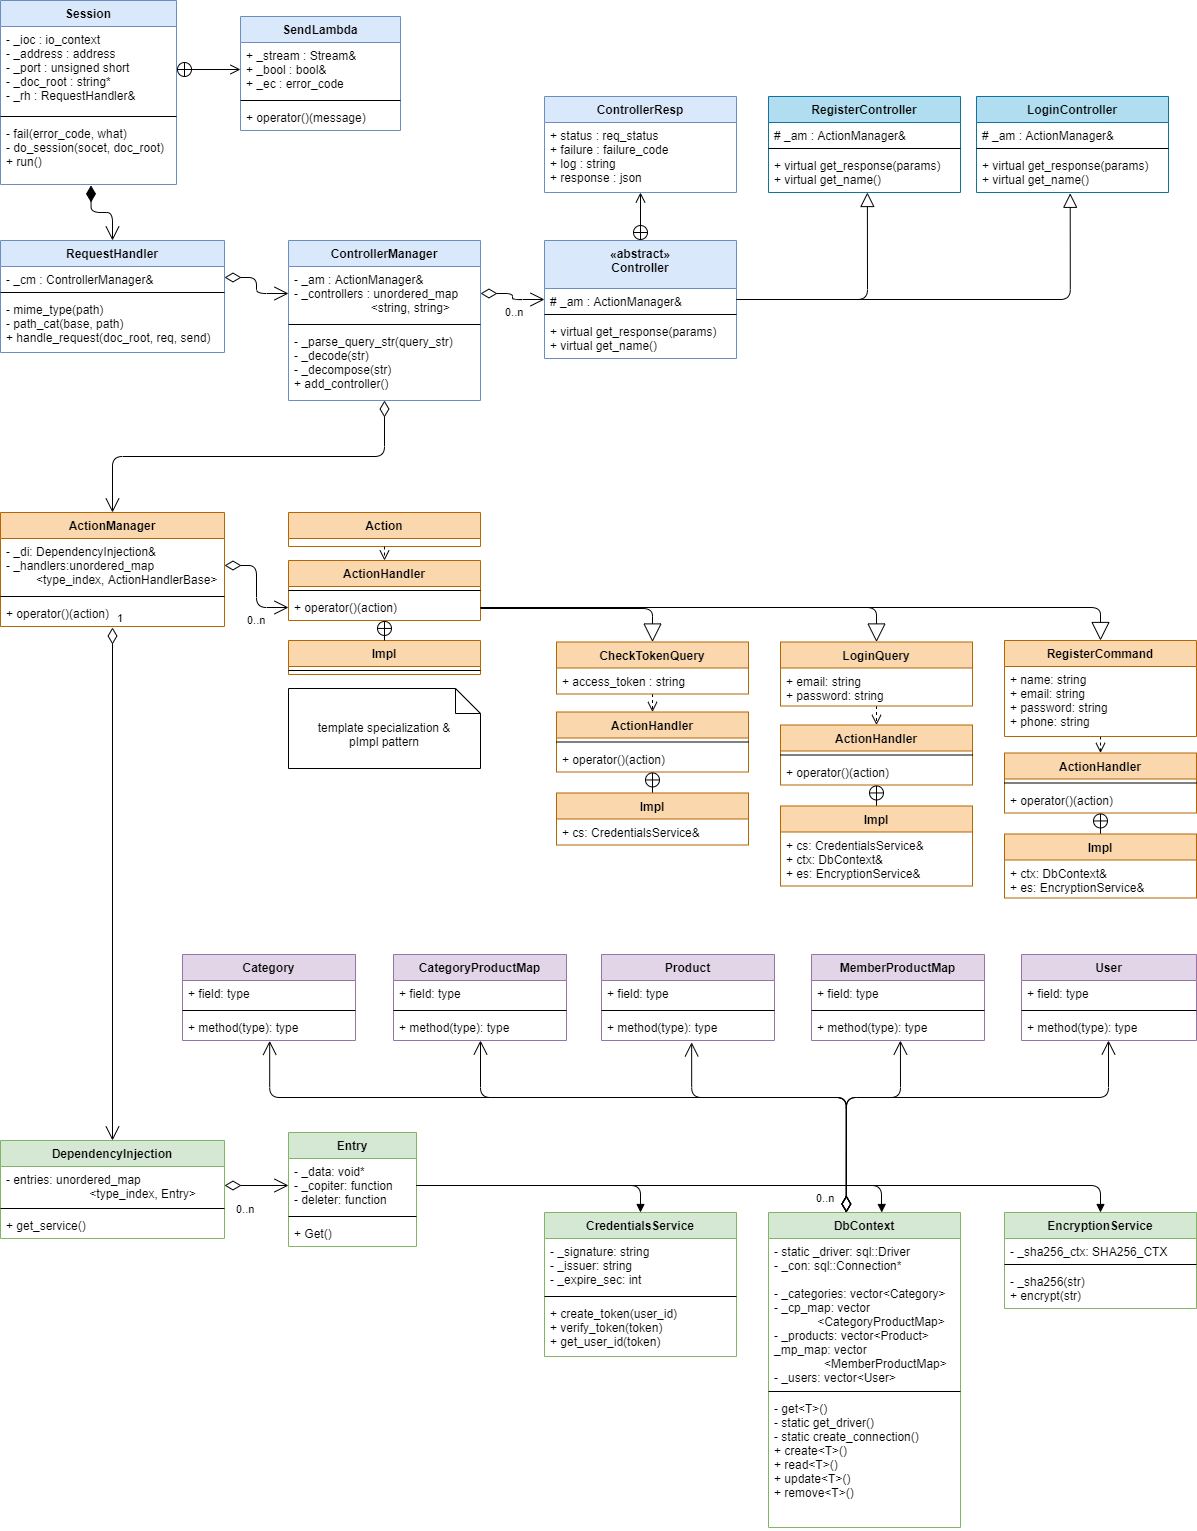 Session
- _ioc : io_context
- _address : address
- _port : unsigned short
- _doc_root : string*
- _rh : RequestHandler&
- fail(error_code, what)
- do_session(socet, doc_root)
+ run()
SendLambda
+ _stream : Stream&
+ _bool : bool&
+ _ec : error_code
+ operator()(message)
ControllerResp
+ status : req_status
+ failure : failure_code
+ log : string
+ response : json
RegisterController
# _am : ActionManager&
+ virtual get_response(params)
+ virtual get_name()
LoginController
# _am : ActionManager&
+ virtual get_response(params)
+ virtual get_name()
RequestHandler
- _cm : ControllerManager&
- mime_type(path)
- path_cat(base, path)
+ handle_request(doc_root, req, send)
ControllerManager
- _am : ActionManager&
- _controllers : unordered_map
<string, string>
- _parse_query_str(query_str)
- _decode(str)
- _decompose(str)
+ add_controller()
0..n
«abstract»
Controller
# _am : ActionManager&
+ virtual get_response(params)
+ virtual get_name()
ActionManager
- _di: DependencyInjection&
- _handlers:unordered_map
<type_index, ActionHandlerBase>
+ operator()(action)
1
0..n
Action
ActionHandler
+ operator()(action)
Impl
template specialization &
pImpl pattern
CheckTokenQuery
+ access_token : string
ActionHandler
+ operator()(action)
Impl
+ cs: CredentialsService&
LoginQuery
+ email: string
+ password: string
ActionHandler
+ operator()(action)
Impl
+ cs: CredentialsService&
+ ctx: DbContext&
+ es: EncryptionService&
RegisterCommand
+ name: string
+ email: string
+ password: string
+ phone: string
ActionHandler
+ operator()(action)
Impl
+ ctx: DbContext&
+ es: EncryptionService&
Category
+ field: type
+ method(type): type
CategoryProductMap
+ field: type
+ method(type): type
Product
+ field: type
+ method(type): type
MemberProductMap
+ field: type
+ method(type): type
User
+ field: type
+ method(type): type
DependencyInjection
- entries: unordered_map
<type_index, Entry>
+ get_service()
0..n
Entry
- _data: void*
- _copiter: function
- deleter: function
+ Get()
CredentialsService
- _signature: string
- _issuer: string
- _expire_sec: int
+ create_token(user_id)
+ verify_token(token)
+ get_user_id(token)
0..n
DbContext
- static _driver: sql::Driver
- _con: sql::Connection*
- _categories: vector<Category>
- _cp_map: vector
<CategoryProductMap>
- _products: vector<Product>
_mp_map: vector
<MemberProductMap>
- _users: vector<User>
- get<T>()
- static get_driver()
- static create_connection()
+ create<T>()
+ read<T>()
+ update<T>()
+ remove<T>()
EncryptionService
- _sha256_ctx: SHA256_CTX
- _sha256(str)
+ encrypt(str)